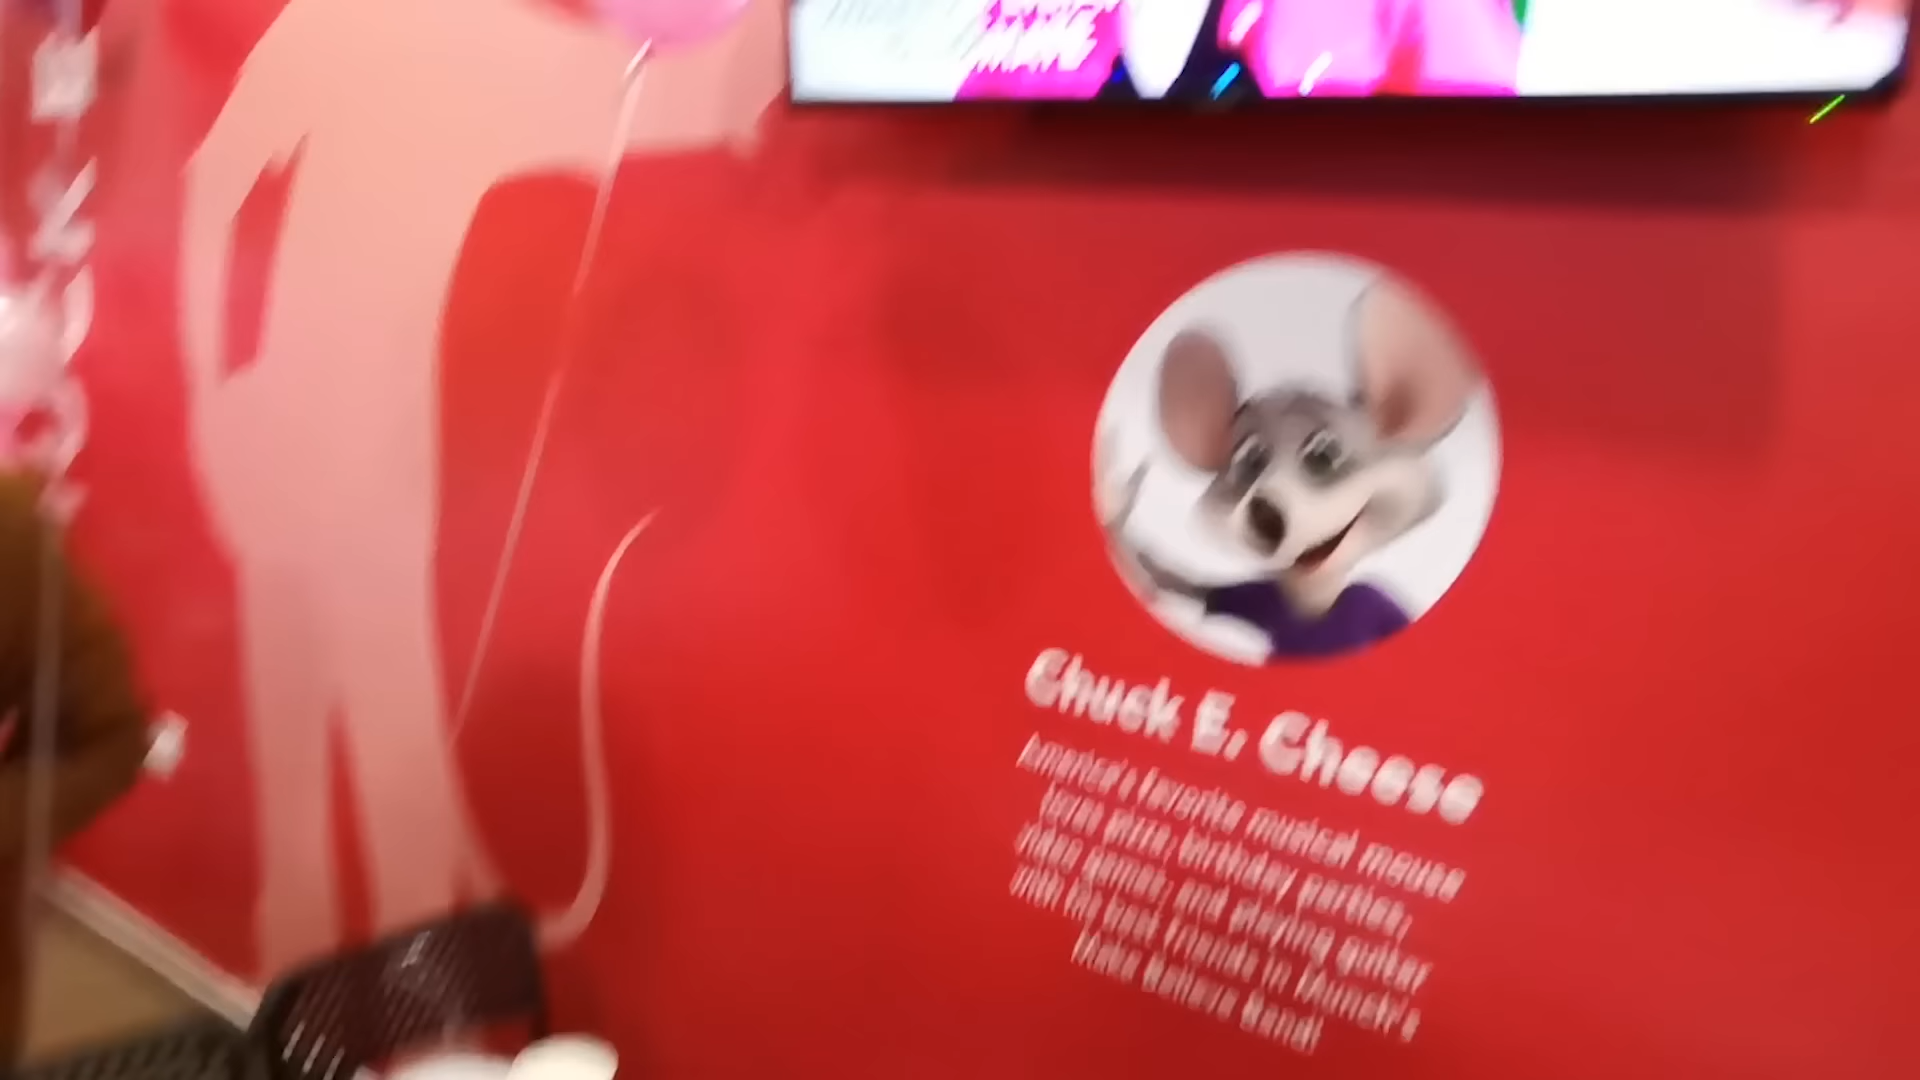 Chuck E. Cheese
America's favorite musical mouse
loves pizza, birthday parties,
video games, and playing guitar
with his best friends in Munch's
Make Believe Band!